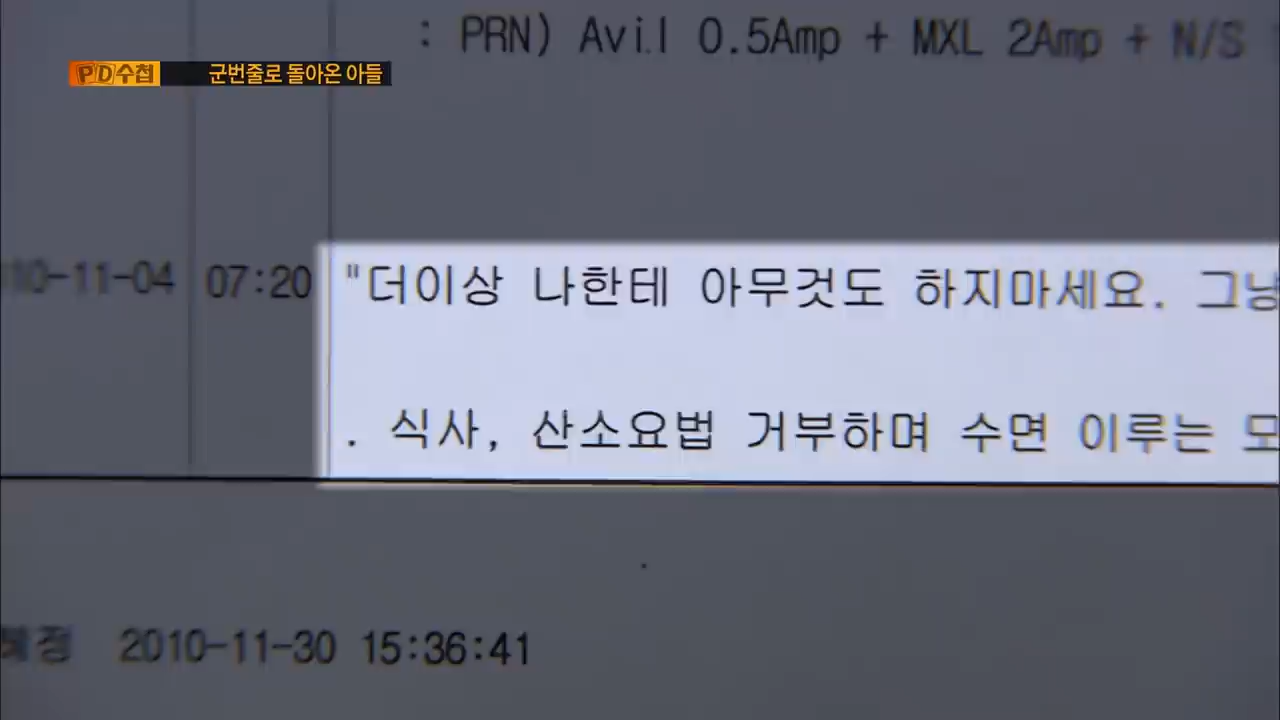 : PRN) Avil 0.5Amp + MXL 2Amp + N/S
PD수첩 군번줄로 돌아온 아들
10-11-04 07:20 "더이상 나한테 아무것도 하지마세요. 그냥
. 식사, 산소요법 거부하며 수면 이루는 모
2010-11-30 15:36:41